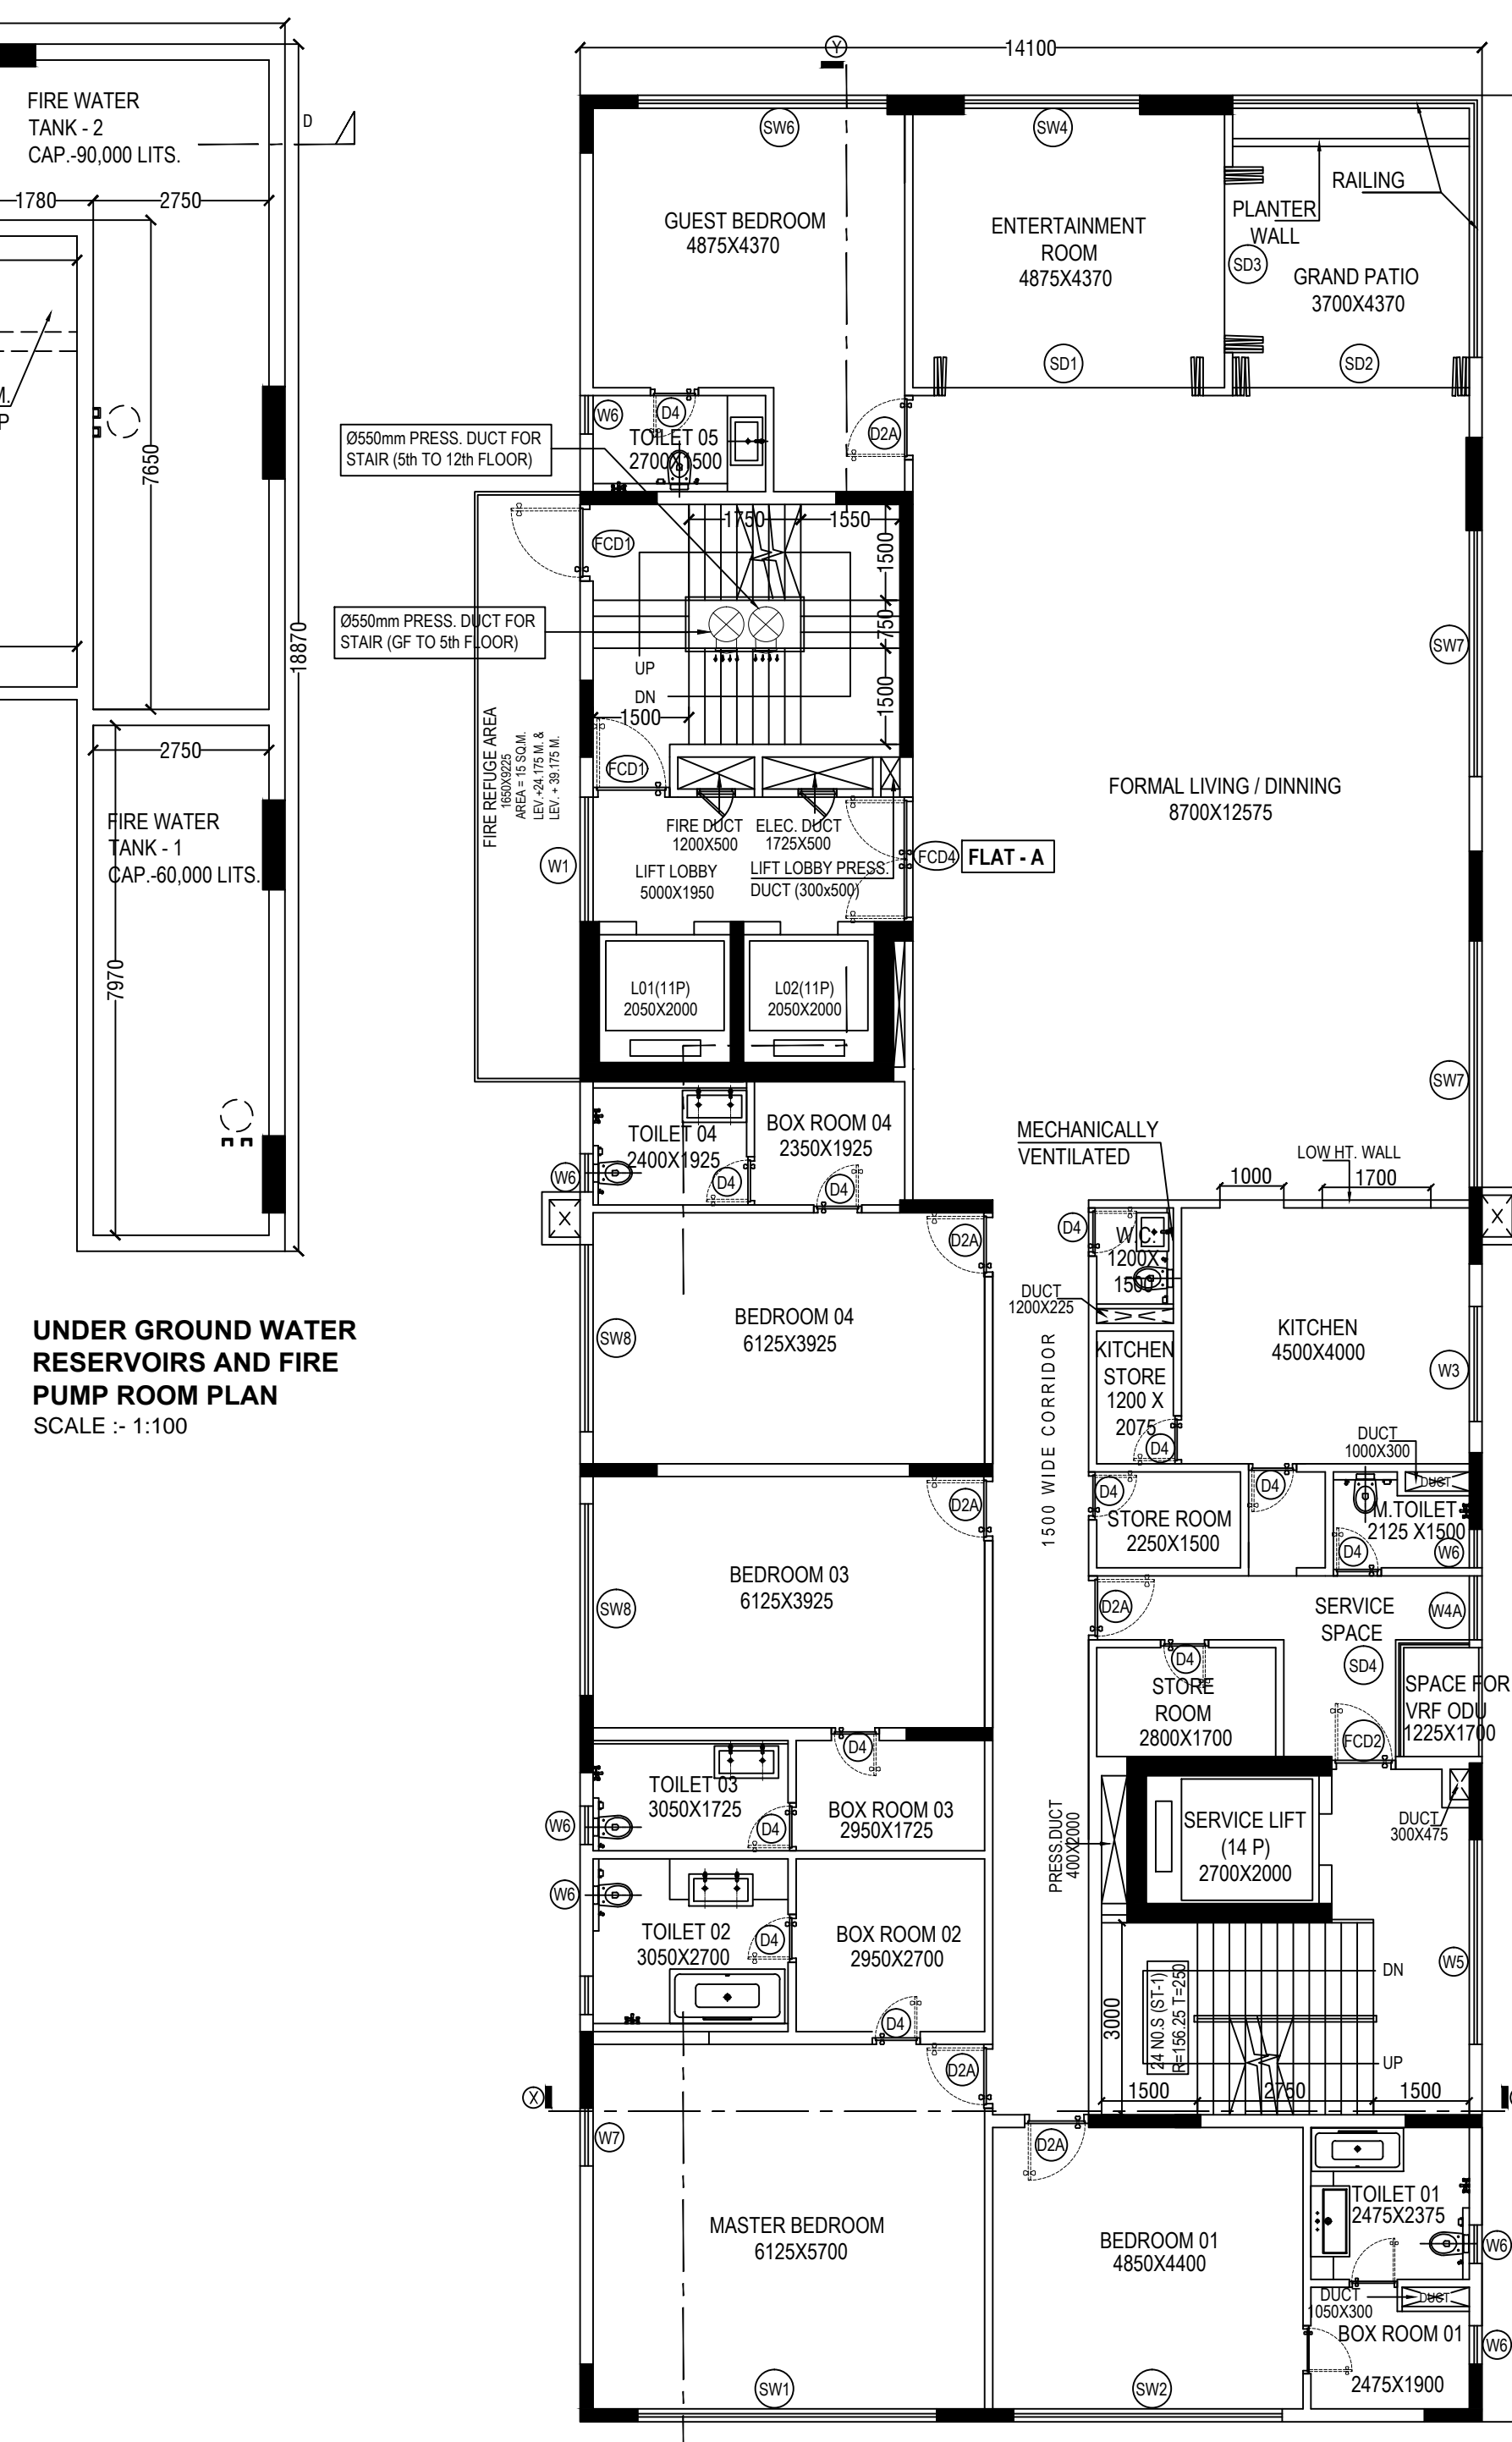 FIRE WATER
TANK - 2
CAP.-90,000 LITS.
D
1780
2750
7650
M.
P
18870
2750
FIRE WATER
TANK - 1
CAP.-60,000 LITS.
7970
UNDER GROUND WATER
RESERVOIRS AND FIRE
PUMP ROOM PLAN
SCALE :- 1:100
Y
14100
SW6
SW4
GUEST BEDROOM
4875X4370
ENTERTAINMENT
ROOM
4875X4370
RAILING
PLANTER
WALL
SD3
GRAND PATIO
3700X4370
SD1
SD2
W6
D4
TOILET 05
2700X1500
D2A
Ø550mm PRESS. DUCT FOR
STAIR (5th TO 12th FLOOR)
FCD1
1750
1550
1500
750
1500
Ø550mm PRESS. DUCT FOR
STAIR (GF TO 5th FLOOR)
UP
DN
1500
SW7
FIRE REFUGE AREA
1650X9225
AREA = 15 SQ.M.
LEV.+24.175 M. &
LEV. + 39.175 M.
FCD1
FORMAL LIVING / DINNING
8700X12575
FIRE DUCT
1200X500
ELEC. DUCT
1725X500
W1
LIFT LOBBY
5000X1950
LIFT LOBBY PRESS.
DUCT (300x500)
FCD4
FLAT - A
L01(11P)
2050X2000
L02(11P)
2050X2000
SW7
TOILET 04
2400X1925
BOX ROOM 04
2350X1925
MECHANICALLY
VENTILATED
LOW HT. WALL
1000
1700
W6
D4
D4
X
X
D2A
D4
W.C.
1200X
1500
DUCT
1200X225
BEDROOM 04
6125X3925
SW8
KITCHEN
4500X4000
W3
KITCHEN
STORE
1200 X
2075
D4
1500 WIDE CORRIDOR
DUCT
1000X300
DUCT
D2A
D4
STORE ROOM
2250X1500
D4
M.TOILET
2125 X1500
D4
W6
BEDROOM 03
6125X3925
SW8
D2A
SERVICE
SPACE
W4A
D4
STORE
ROOM
2800X1700
SD4
SPACE FOR
VRF ODU
1225X1700
FCD2
D4
TOILET 03
3050X1725
BOX ROOM 03
2950X1725
W6
D4
PRESS.DUCT
400X2000
SERVICE LIFT
(14 P)
2700X2000
DUCT
300X475
W6
TOILET 02
3050X2700
D4
BOX ROOM 02
2950X2700
D4
D2A
3000
24 N0.S (ST-1)
R=156.25 T=250
DN
W5
UP
1500
2750
1500
X
W7
D2A
MASTER BEDROOM
6125X5700
BEDROOM 01
4850X4400
TOILET 01
2475X2375
W6
DUCT
1050X300
DUCT
BOX ROOM 01
2475X1900
W6
SW1
SW2